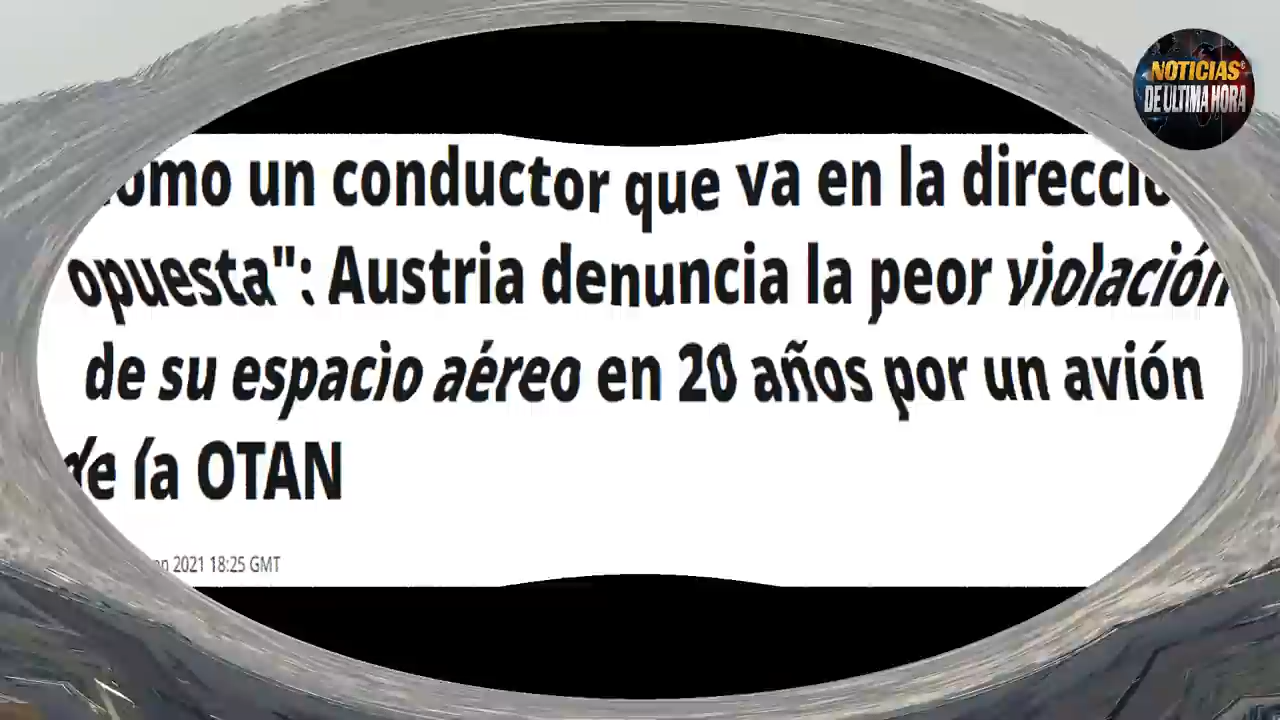 NOTICIAS
DE ULTIMA HORA
omo un conductor que va en la direcció
opuesta": Austria denuncia la peor violación
de su espacio aéreo en 20 años por un avión
de la OTAN
2021 18:25 GMT